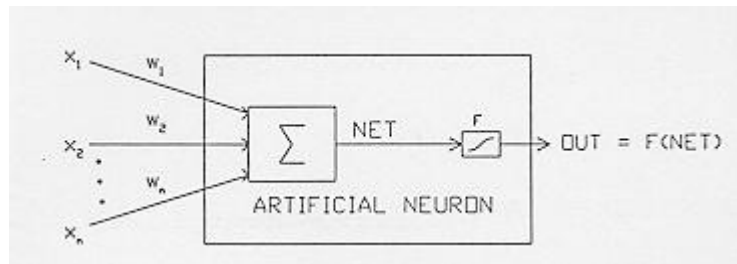 X₁
W₁
F
W₂
NET
X₂
Σ
OUT = F(NET)
Wₙ
ARTIFICIAL NEURON
Xₙ